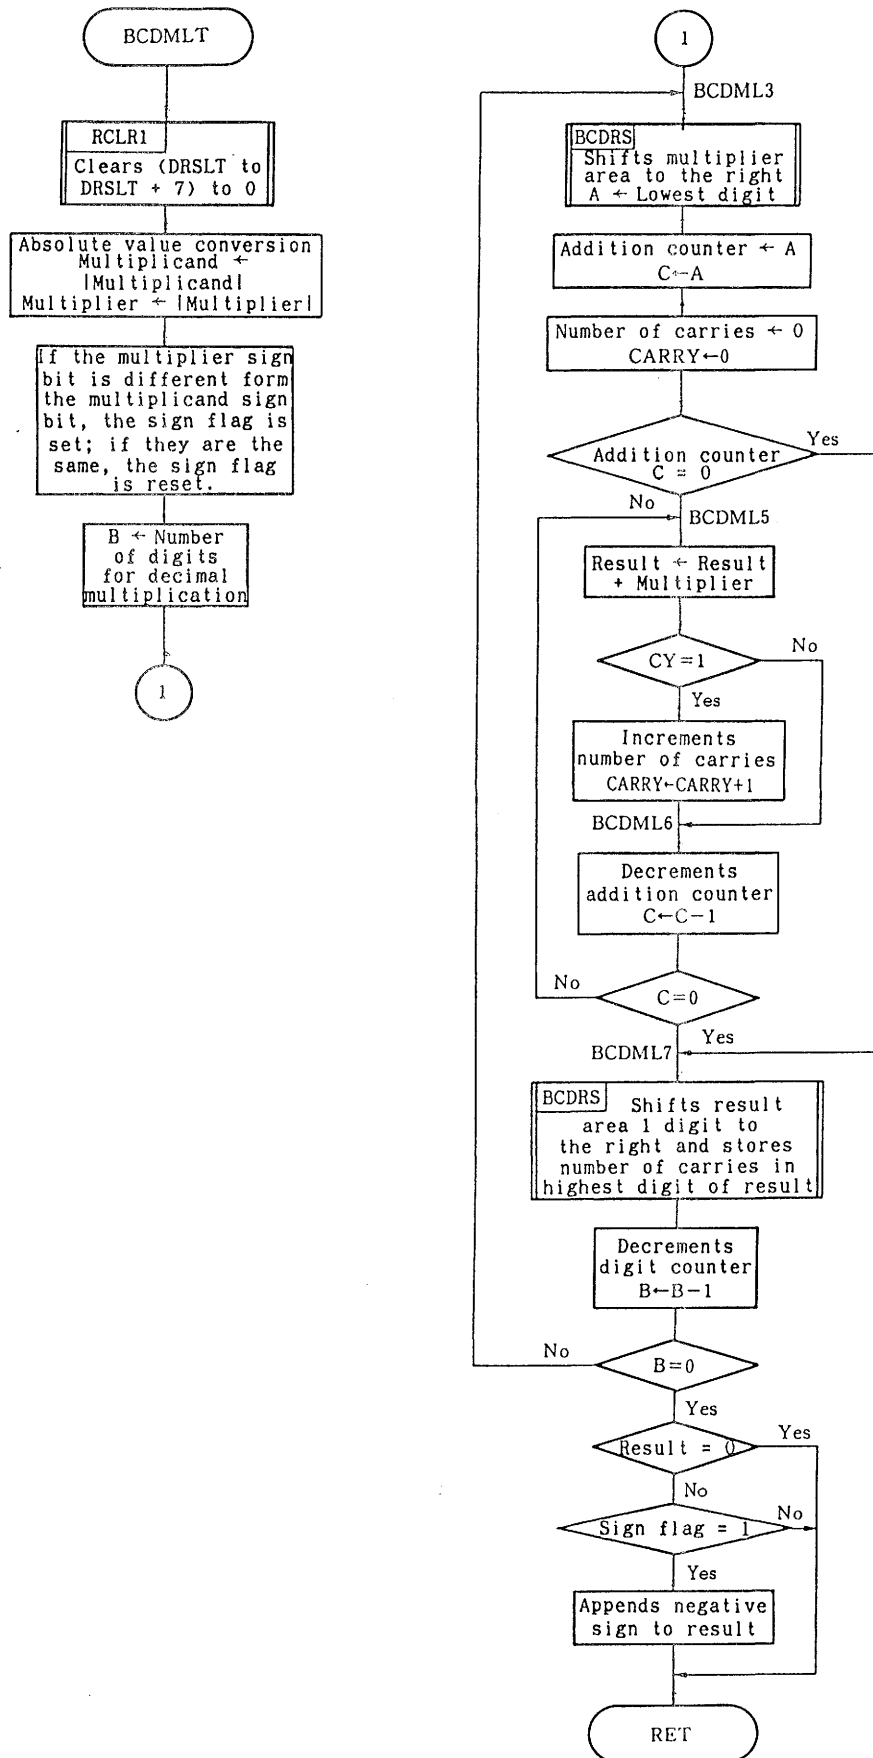 BCDMLT
RCLR1
Clears (DRSLT to
DRSLT + 7) to 0
Absolute value conversion
Multiplicand ←
|Multiplicand|
Multiplier ← |Multiplier|
If the multiplier sign
bit is different form
the multiplicand sign
bit, the sign flag is
set; if they are the
same, the sign flag
is reset.
B ← Number
of digits
for decimal
multiplication
1
1
BCDML3
BCDRS
Shifts multiplier
area to the right
A ← Lowest digit
Addition counter ← A
C←A
Number of carries ← 0
CARRY←0
Addition counter
C = 0
Yes
No
BCDML5
Result ← Result
+ Multiplier
CY=1
No
Yes
Increments
number of carries
CARRY←CARRY+1
BCDML6
Decrements
addition counter
C←C−1
No
C=0
Yes
BCDML7
BCDRS
Shifts result
area 1 digit to
the right and stores
number of carries in
highest digit of result
Decrements
digit counter
B←B−1
No
B=0
Yes
Result = 0
Yes
No
Sign flag = 1
No
Yes
Appends negative
sign to result
RET